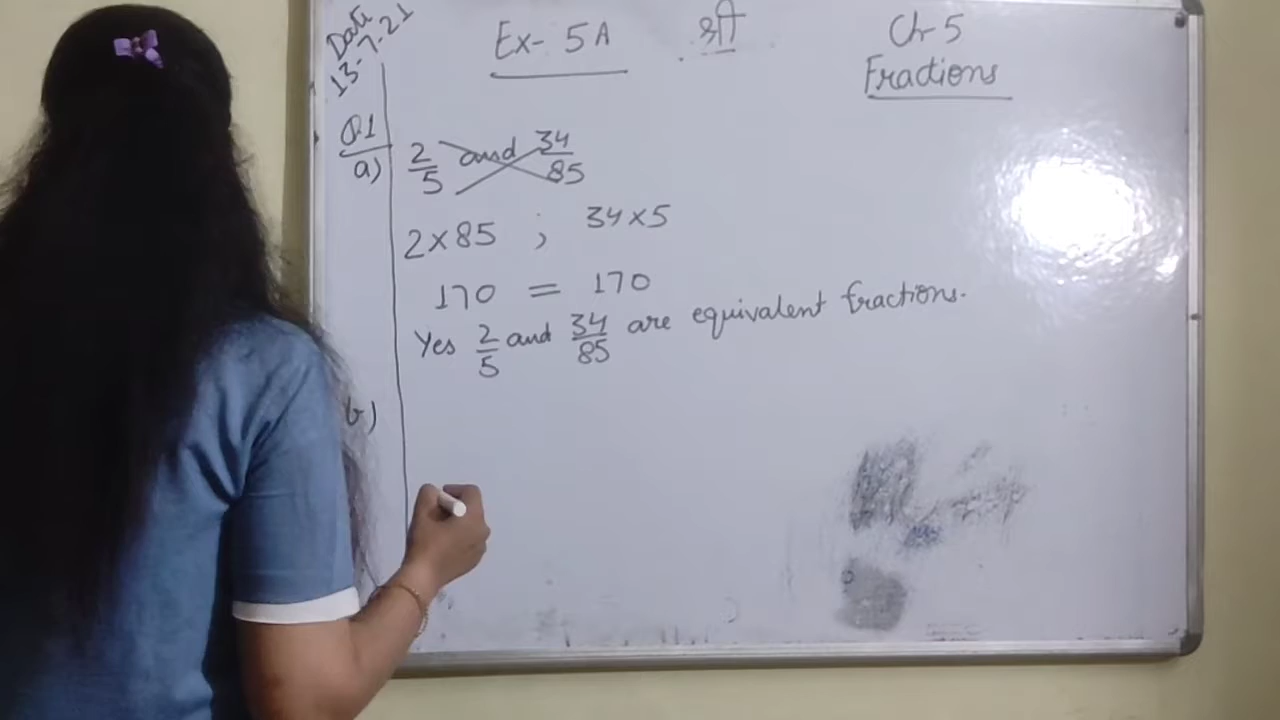 Date
13-7-21
Ex- 5A
श्री
Ch-5
Fractions
Q1
a) 2/5 and 34/85
2×85 ; 34×5
170 = 170
Yes 2/5 and 34/85 are equivalent fractions.
b)